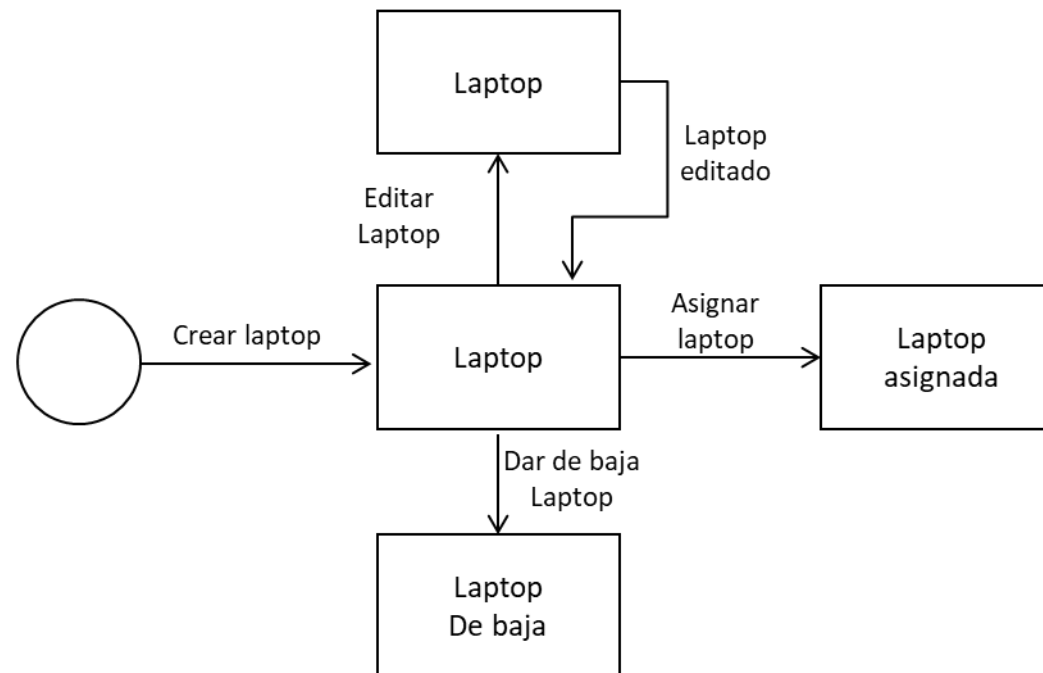 Laptop
Laptop
editado
Editar
Laptop
Crear laptop
Laptop
Asignar
laptop
Laptop
asignada
Dar de baja
Laptop
Laptop
De baja